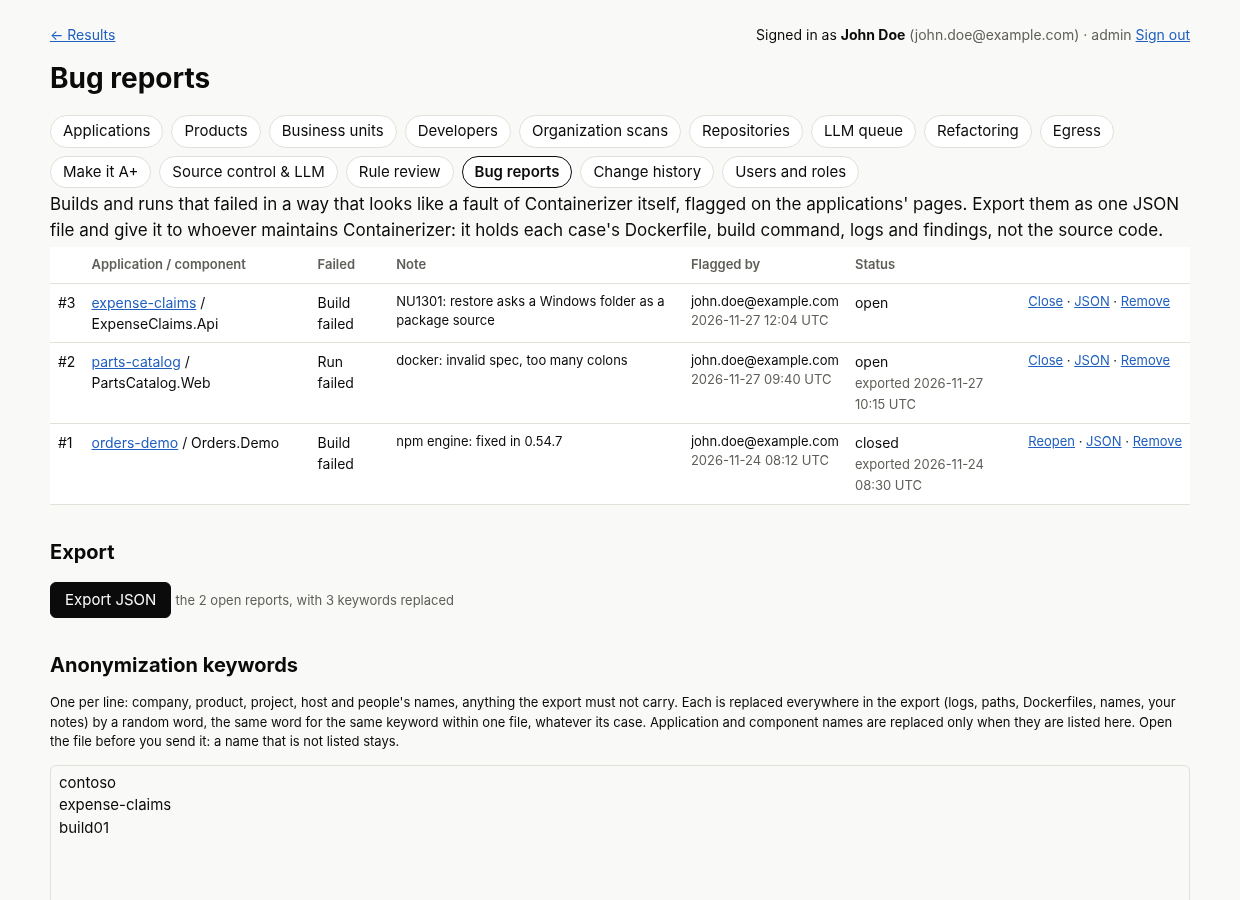 ← Results
Signed in as John Doe (john.doe@example.com) · admin Sign out
Bug reports
Applications Products Business units Developers Organization scans Repositories LLM queue Refactoring Egress
Make it A+ Source control & LLM Rule review Bug reports Change history Users and roles
Builds and runs that failed in a way that looks like a fault of Containerizer itself, flagged on the applications' pages. Export them as one JSON
file and give it to whoever maintains Containerizer: it holds each case's Dockerfile, build command, logs and findings, not the source code.
Application / component Failed Note Flagged by Status
#3 expense-claims / Build NU1301: restore asks a Windows folder as a john.doe@example.com open Close · JSON · Remove
ExpenseClaims.Api failed package source 2026-11-27 12:04 UTC
#2 parts-catalog / Run docker: invalid spec, too many colons john.doe@example.com open Close · JSON · Remove
PartsCatalog.Web failed 2026-11-27 09:40 UTC exported 2026-11-27
10:15 UTC
#1 orders-demo / Orders.Demo Build npm engine: fixed in 0.54.7 john.doe@example.com closed Reopen · JSON · Remove
failed 2026-11-24 08:12 UTC exported 2026-11-24
08:30 UTC
Export
Export JSON the 2 open reports, with 3 keywords replaced
Anonymization keywords
One per line: company, product, project, host and people's names, anything the export must not carry. Each is replaced everywhere in the export (logs, paths, Dockerfiles, names, your
notes) by a random word, the same word for the same keyword within one file, whatever its case. Application and component names are replaced only when they are listed here. Open
the file before you send it: a name that is not listed stays.
contoso
expense-claims
build01